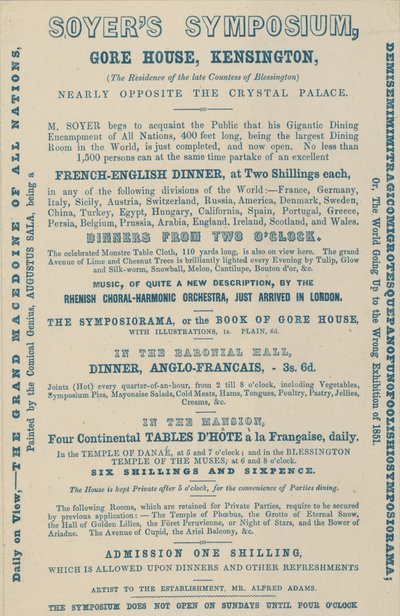 SOYER'S SYMPOSIUM,
GORE HOUSE, KENSINGTON,
(The Residence of the late Countess of Blessington)
NEARLY OPPOSITE THE CRYSTAL PALACE.
M. SOYER begs to acquaint the Public that his Gigantic Dining
Encampment of All Nations, 400 feet long, being the largest Dining
Room in the World, is just completed, and now open. No less than
1,500 persons can at the same time partake of an excellent
FRENCH-ENGLISH DINNER, at Two Shillings each,
in any of the following divisions of the World:—France, Germany,
Italy, Sicily, Austria, Switzerland, Russia, America, Denmark, Sweden,
China, Turkey, Egypt, Hungary, California, Spain, Portugal, Greece,
Persia, Belgium, Prussia, Arabia, England, Ireland, Scotland, and Wales.
DINNERS FROM TWO O'CLOCK.
The celebrated Monstre Table Cloth, 110 yards long, is also on view here. The grand
Avenue of Lime and Chesnut Trees is brilliantly lighted every Evening by Tulip, Glow
and Silk-worm, Snowball, Melon, Cantilupe, Bouton d'or, &c.
MUSIC, OF QUITE A NEW DESCRIPTION, BY THE
RHENISH CHORAL-HARMONIC ORCHESTRA, JUST ARRIVED IN LONDON.
THE SYMPOSIORAMA, or the BOOK OF GORE HOUSE,
WITH ILLUSTRATIONS, 1s. PLAIN, 6d.
IN THE BARONIAL HALL,
DINNER, ANGLO-FRANCAIS, - 3s. 6d.
Joints (Hot) every quarter-of-an-hour, from 2 till 8 o'clock, including Vegetables,
Symposium Pies, Mayonaise Salads, Cold Meats, Hams, Tongues, Poultry, Pastry, Jellies,
Creams, &c.
IN THE MANSION,
Four Continental TABLES D'HÔTE à la Française, daily.
In the TEMPLE OF DANAË, at 5 and 7 o'clock; and in the BLESSINGTON
TEMPLE OF THE MUSES; at 6 and 8 o'clock.
SIX SHILLINGS AND SIXPENCE.
The House is kept Private after 5 o'clock, for the convenience of Parties dining.
The following Rooms, which are retained for Private Parties, require to be secured
by previous application:—The Temple of Phœbus, the Grotto of Eternal Snow,
the Hall of Golden Lilies, the Fôret Peruvienne, or Night of Stars, and the Bower of
Ariadne. The Avenue of Cupid, the Ariel Balcony, &c.
ADMISSION ONE SHILLING,
WHICH IS ALLOWED UPON DINNERS AND OTHER REFRESHMENTS
ARTIST TO THE ESTABLISHMENT, MR. ALFRED ADAMS.
THE SYMPOSIUM DOES NOT OPEN ON SUNDAYS UNTIL FOUR O'CLOCK
Daily on View,—THE GRAND MACEDOINE OF ALL NATIONS,
Painted by the Comical Genius, AUGUSTUS SALA, being a
DEMISEMIMIMITRAGICOMIGROTESQUEPANOFUNOFOOLISHIOSYMPOSIORAMA;
Or, The World Going Up to the Wrong Exhibition of 1851.